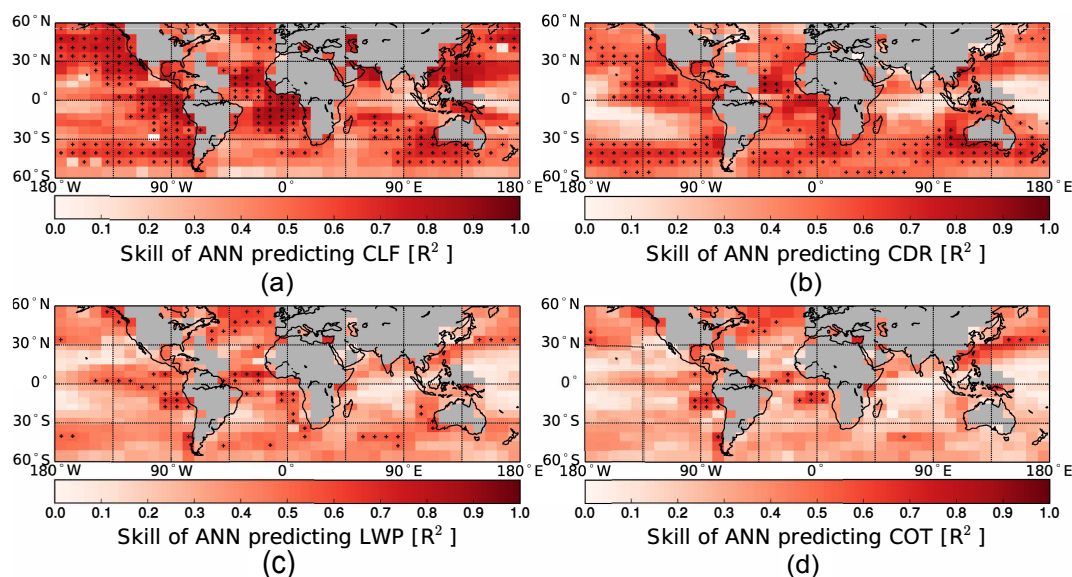 60°N 60°N
30°N 30°N
0° 0°
30°S 30°S
60°S 60°S
180°W 90°W 0° 90°E 180°E 180°W 90°W 0° 90°E 180°E
0.0 0.1 0.2 0.3 0.4 0.5 0.6 0.7 0.8 0.9 1.0 0.0 0.1 0.2 0.3 0.4 0.5 0.6 0.7 0.8 0.9 1.0
Skill of ANN predicting CLF [R² ] Skill of ANN predicting CDR [R² ]
(a) (b)
60°N 60°N
30°N 30°N
0° 0°
30°S 30°S
60°S 60°S
180°W 90°W 0° 90°E 180°E 180°W 90°W 0° 90°E 180°E
0.0 0.1 0.2 0.3 0.4 0.5 0.6 0.7 0.8 0.9 1.0 0.0 0.1 0.2 0.3 0.4 0.5 0.6 0.7 0.8 0.9 1.0
Skill of ANN predicting LWP [R² ] Skill of ANN predicting COT [R² ]
(c) (d)